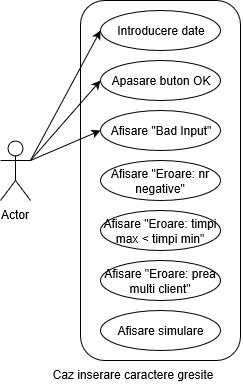 Introducere date
Apasare buton OK
Afisare "Bad Input"
Afisare "Eroare: nr
negative"
Actor
Afisare "Eroare: timpi
max < timpi min"
Afisare "Eroare: prea
multi client"
Afisare simulare
Caz inserare caractere gresite